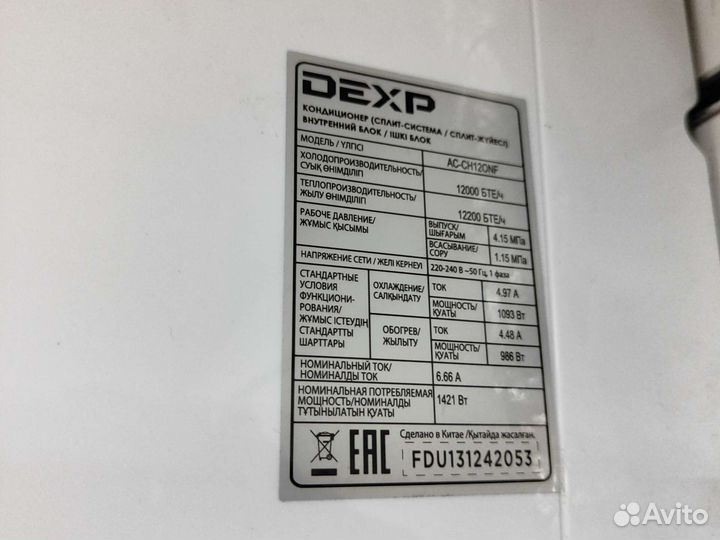 DEXP
КОНДИЦИОНЕР (СПЛИТ-СИСТЕМА / СПЛИТ-ЖҮЙЕСІ)
ВНУТРЕННИЙ БЛОК / ІШКІ БЛОК
МОДЕЛЬ / ҮЛГІСІ AC-CH12ONF
ХОЛОДОПРОИЗВОДИТЕЛЬНОСТЬ/
СУЫҚ ӨНІМДІЛІГІ 12000 БТЕ/ч
ТЕПЛОПРОИЗВОДИТЕЛЬНОСТЬ/
ЖЫЛУ ӨНІМДІЛІГІ 12200 БТЕ/ч
РАБОЧЕ ДАВЛЕНИЕ/
ЖҰМЫС ҚЫСЫМЫ
ВЫПУСК/
ШЫҒАРЫМ 4.15 МПа
ВСАСЫВАНИЕ/
СОРУ 1.15 МПа
НАПРЯЖЕНИЕ СЕТИ / ЖЕЛІ КЕРНЕУІ 220-240 В ~50 Гц, 1 фаза
СТАНДАРТНЫЕ
УСЛОВИЯ
ФУНКЦИОНИ-
РОВАНИЯ/
ЖҰМЫС ІСТЕУДІҢ
СТАНДАРТТЫ
ШАРТТАРЫ
ОХЛАЖДЕНИЕ/
САЛҚЫНДАТУ
ТОК 4.97 А
МОЩНОСТЬ/
ҚУАТЫ 1093 Вт
ОБОГРЕВ/
ЖЫЛЫТУ
ТОК 4.48 А
МОЩНОСТЬ/
ҚУАТЫ 986 Вт
НОМИНАЛЬНЫЙ ТОК/
НОМИНАЛДЫ ТОК 6.66 А
НОМИНАЛЬНАЯ ПОТРЕБЛЯЕМАЯ
МОЩНОСТЬ/НОМИНАЛДЫ
ТҰТЫНЫЛАТЫН ҚУАТЫ 1421 Вт
Сделано в Китае /Қытайда жасалған.
EAC
FDU131242053
Avito